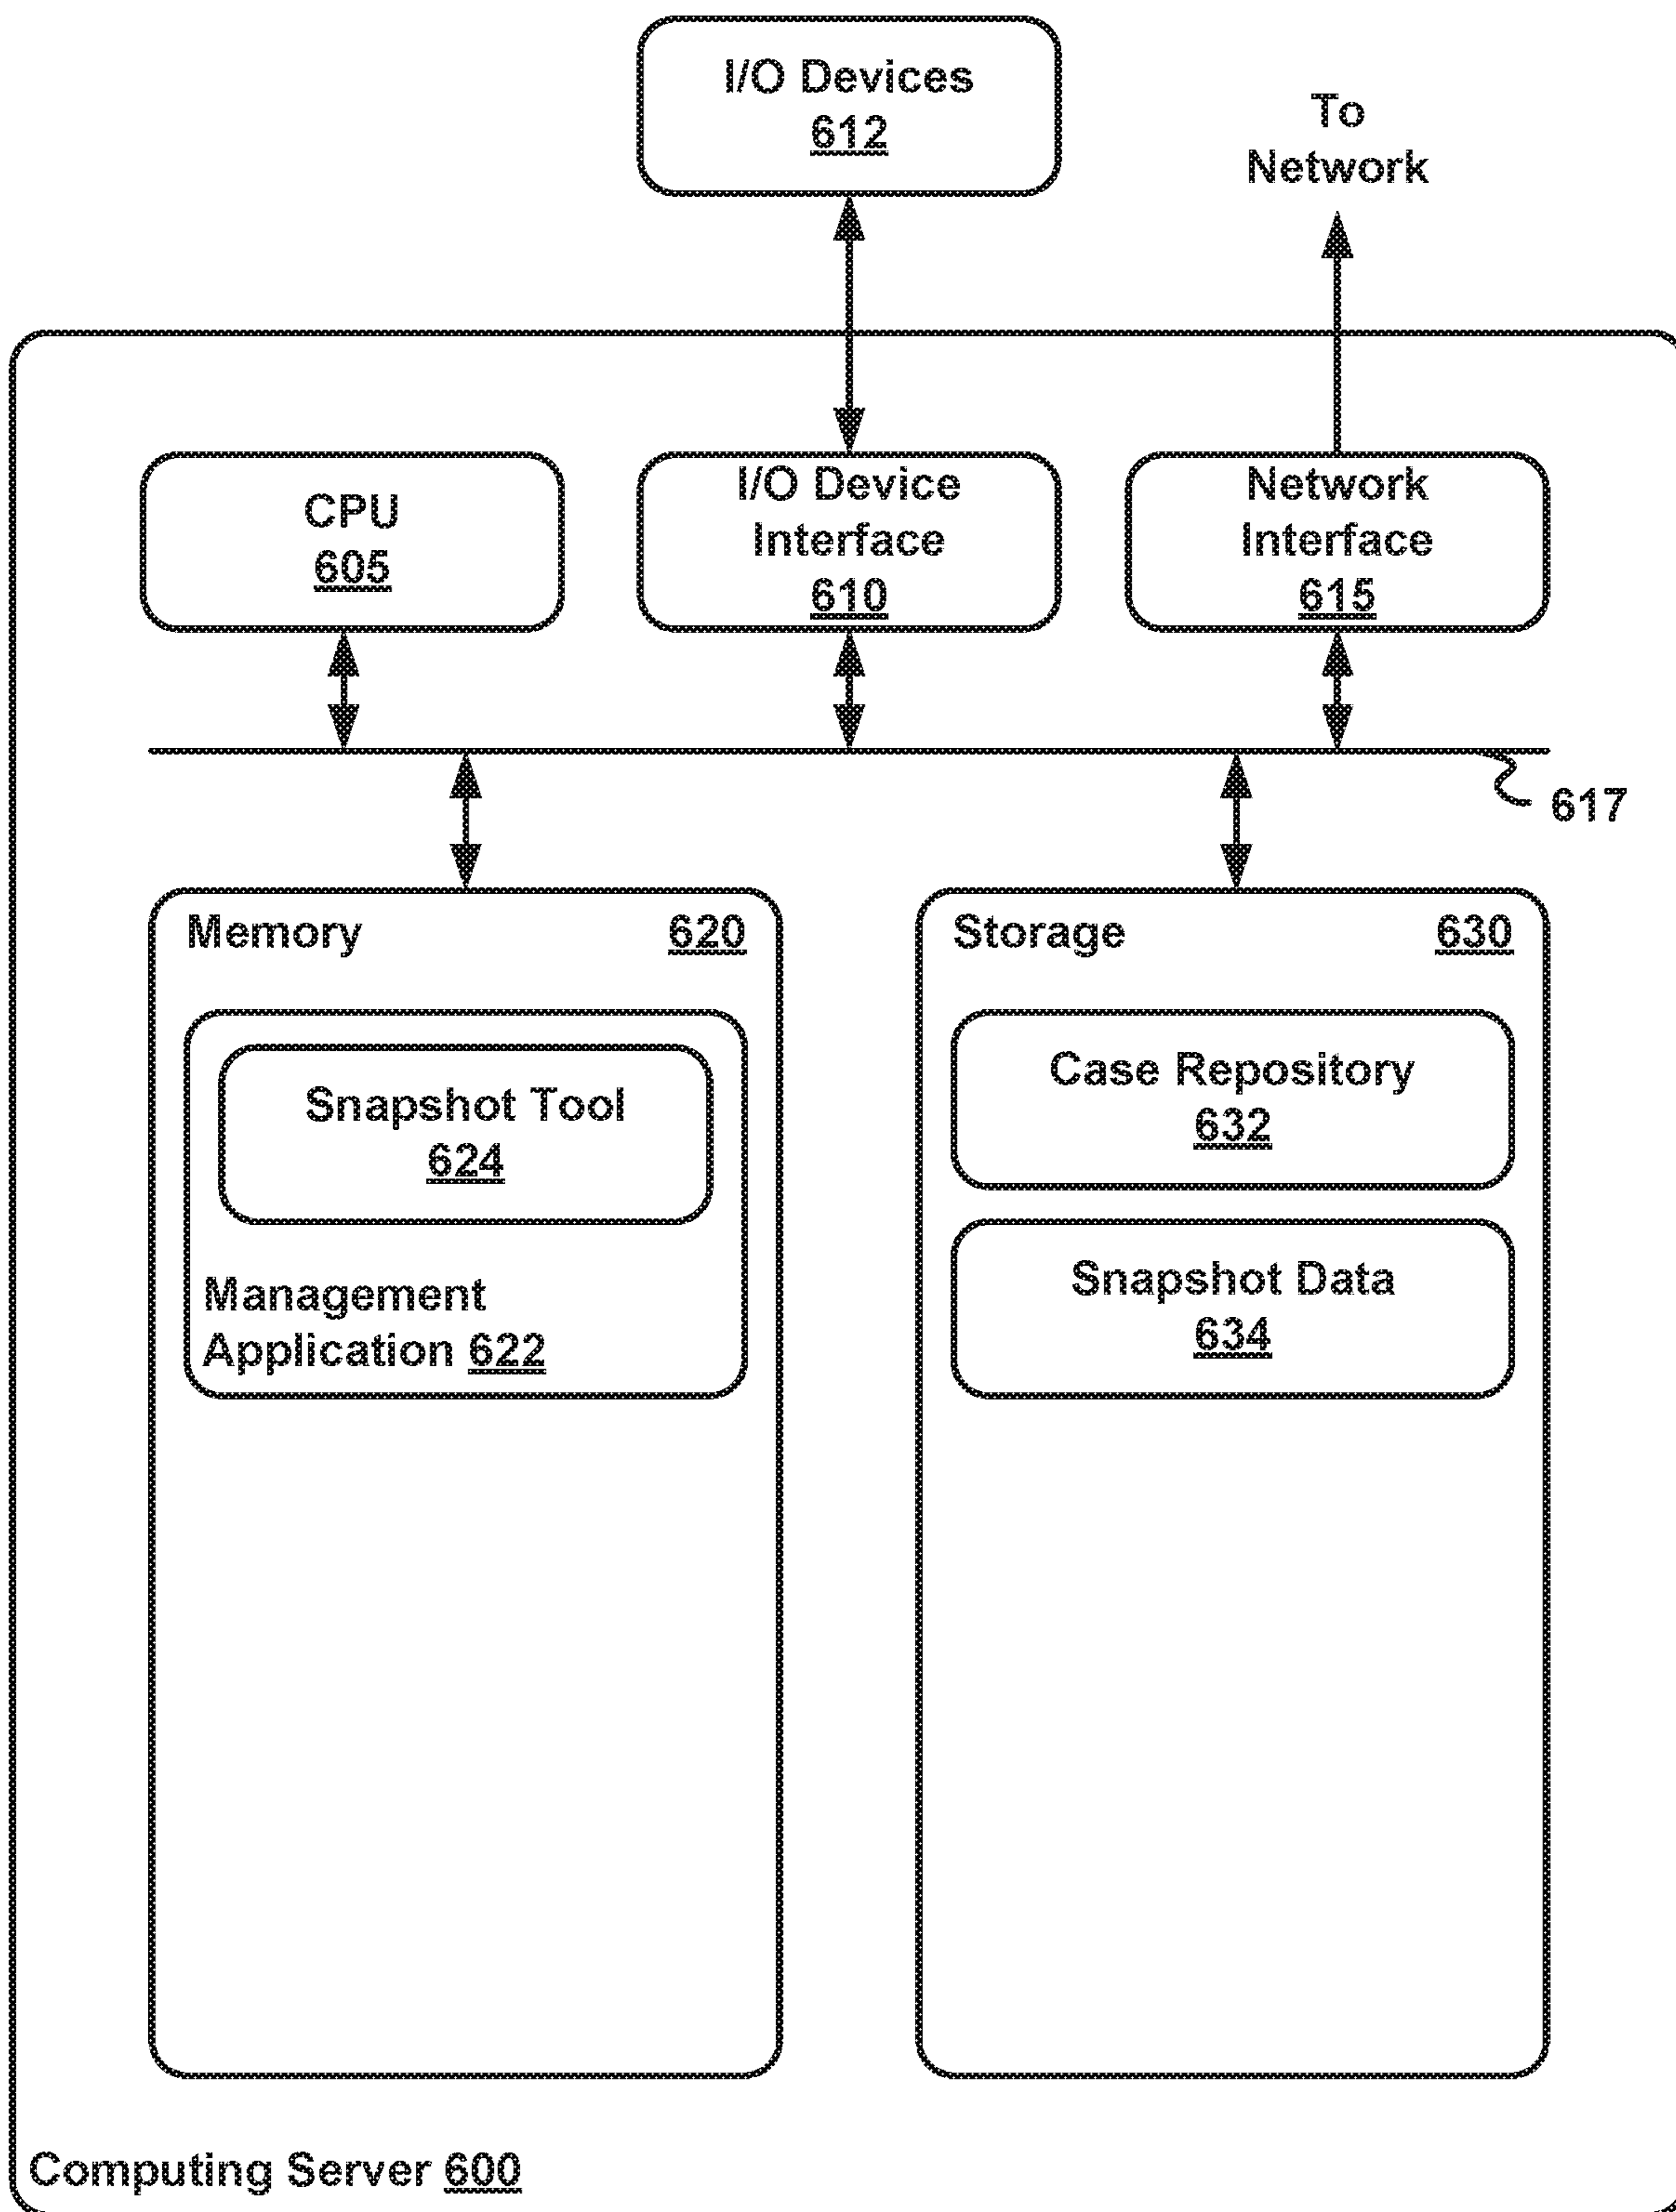 I/O Devices
612
To
Network
CPU
605
I/O Device
Interface
610
Network
Interface
615
617
Memory 620
Snapshot Tool
624
Management
Application 622
Storage 630
Case Repository
632
Snapshot Data
634
Computing Server 600